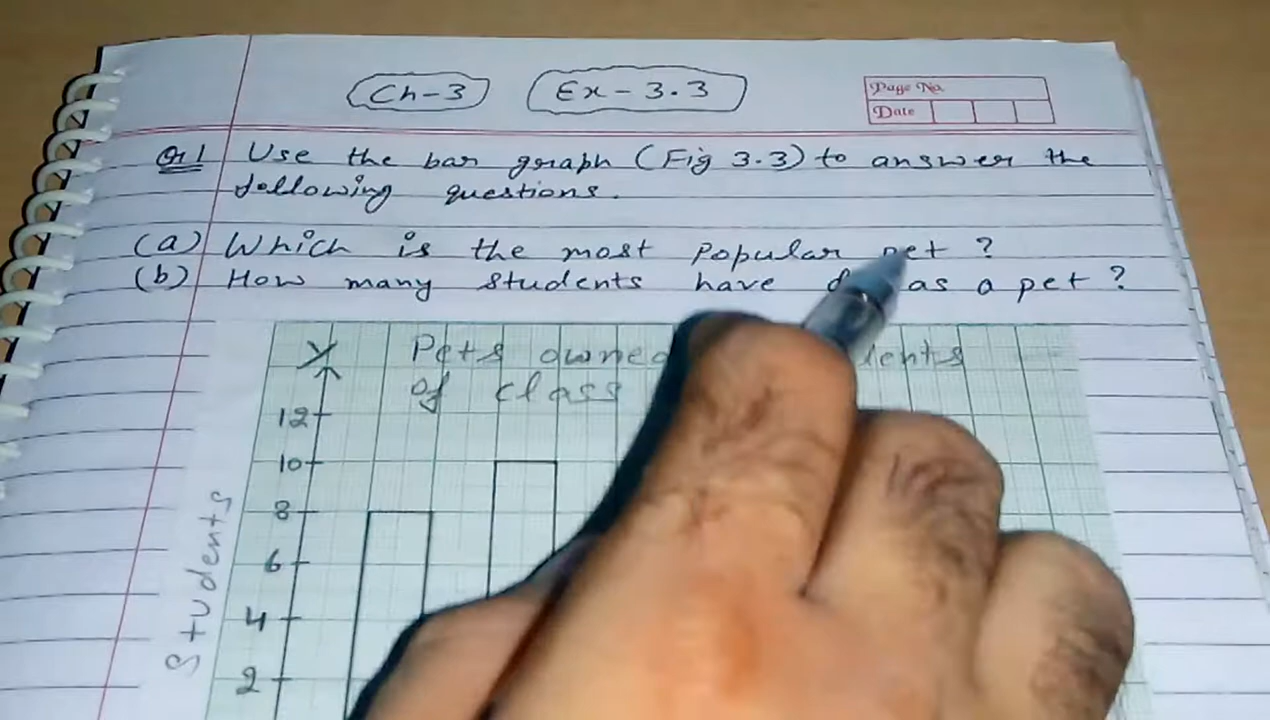 Ch-3 Ex-3.3
Page No.
Date
Q1 Use the bar graph (Fig 3.3) to answer the
following questions.
(a) Which is the most Popular pet ?
(b) How many students have as a pet ?
Y Pets
of class
12
10
8
6
4
2
Students